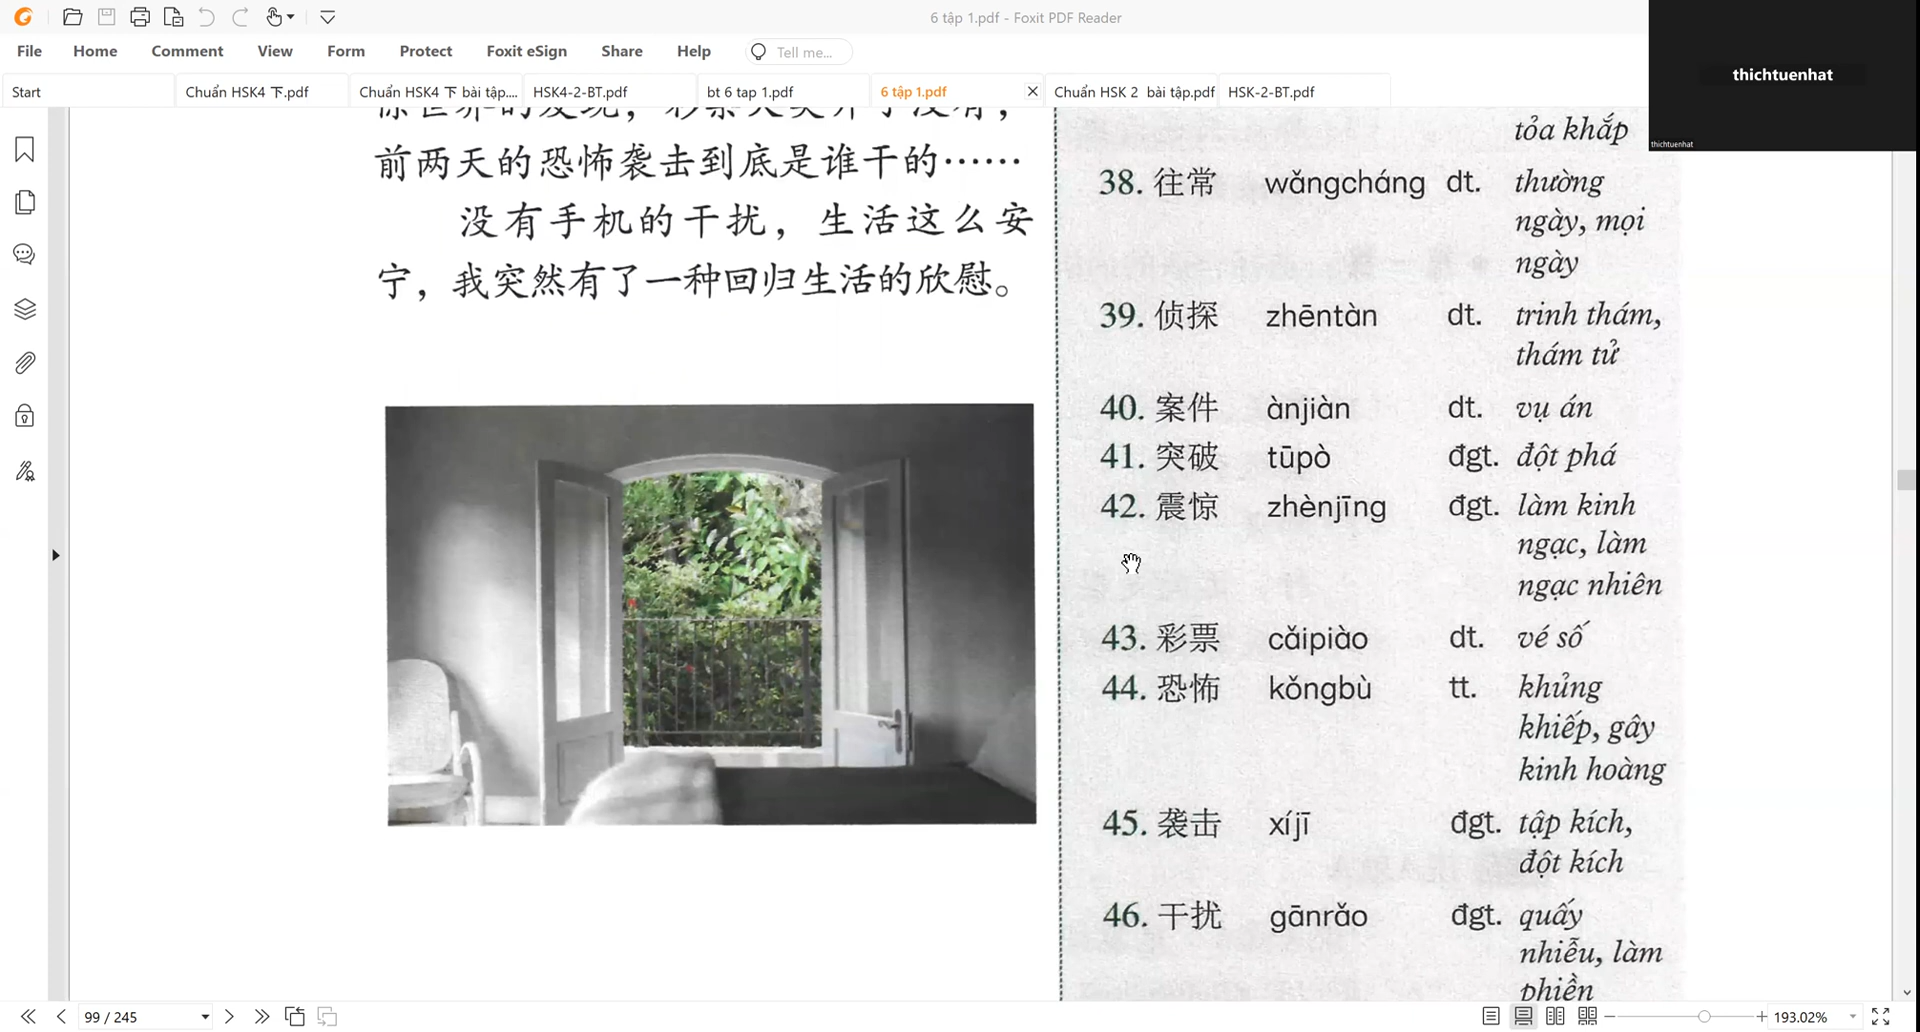 6 tập 1.pdf - Foxit PDF Reader
thichtuenhat
thichtuenhat
File Home Comment View Form Protect Foxit eSign Share Help Tell me...
Start Chuẩn HSK4 下.pdf Chuẩn HSK4 下 bài tập.... HSK4-2-BT.pdf bt 6 tap 1.pdf 6 tập 1.pdf Chuẩn HSK 2 bài tập.pdf HSK-2-BT.pdf
前两天的恐怖袭击到底是谁干的……
没有手机的干扰，生活这么安
宁，我突然有了一种回归生活的欣慰。
tỏa khắp
38. 往常 wǎngcháng dt. thường
ngày, mọi
ngày
39. 侦探 zhēntàn dt. trinh thám,
thám tử
40. 案件 ànjiàn dt. vụ án
41. 突破 tūpò đgt. đột phá
42. 震惊 zhènjīng đgt. làm kinh
ngạc, làm
ngạc nhiên
43. 彩票 cǎipiào dt. vé số
44. 恐怖 kǒngbù tt. khủng
khiếp, gây
kinh hoàng
45. 袭击 xíjī đgt. tập kích,
đột kích
46. 干扰 gānrǎo đgt. quấy
nhiễu, làm
phiền
99 / 245
193.02%